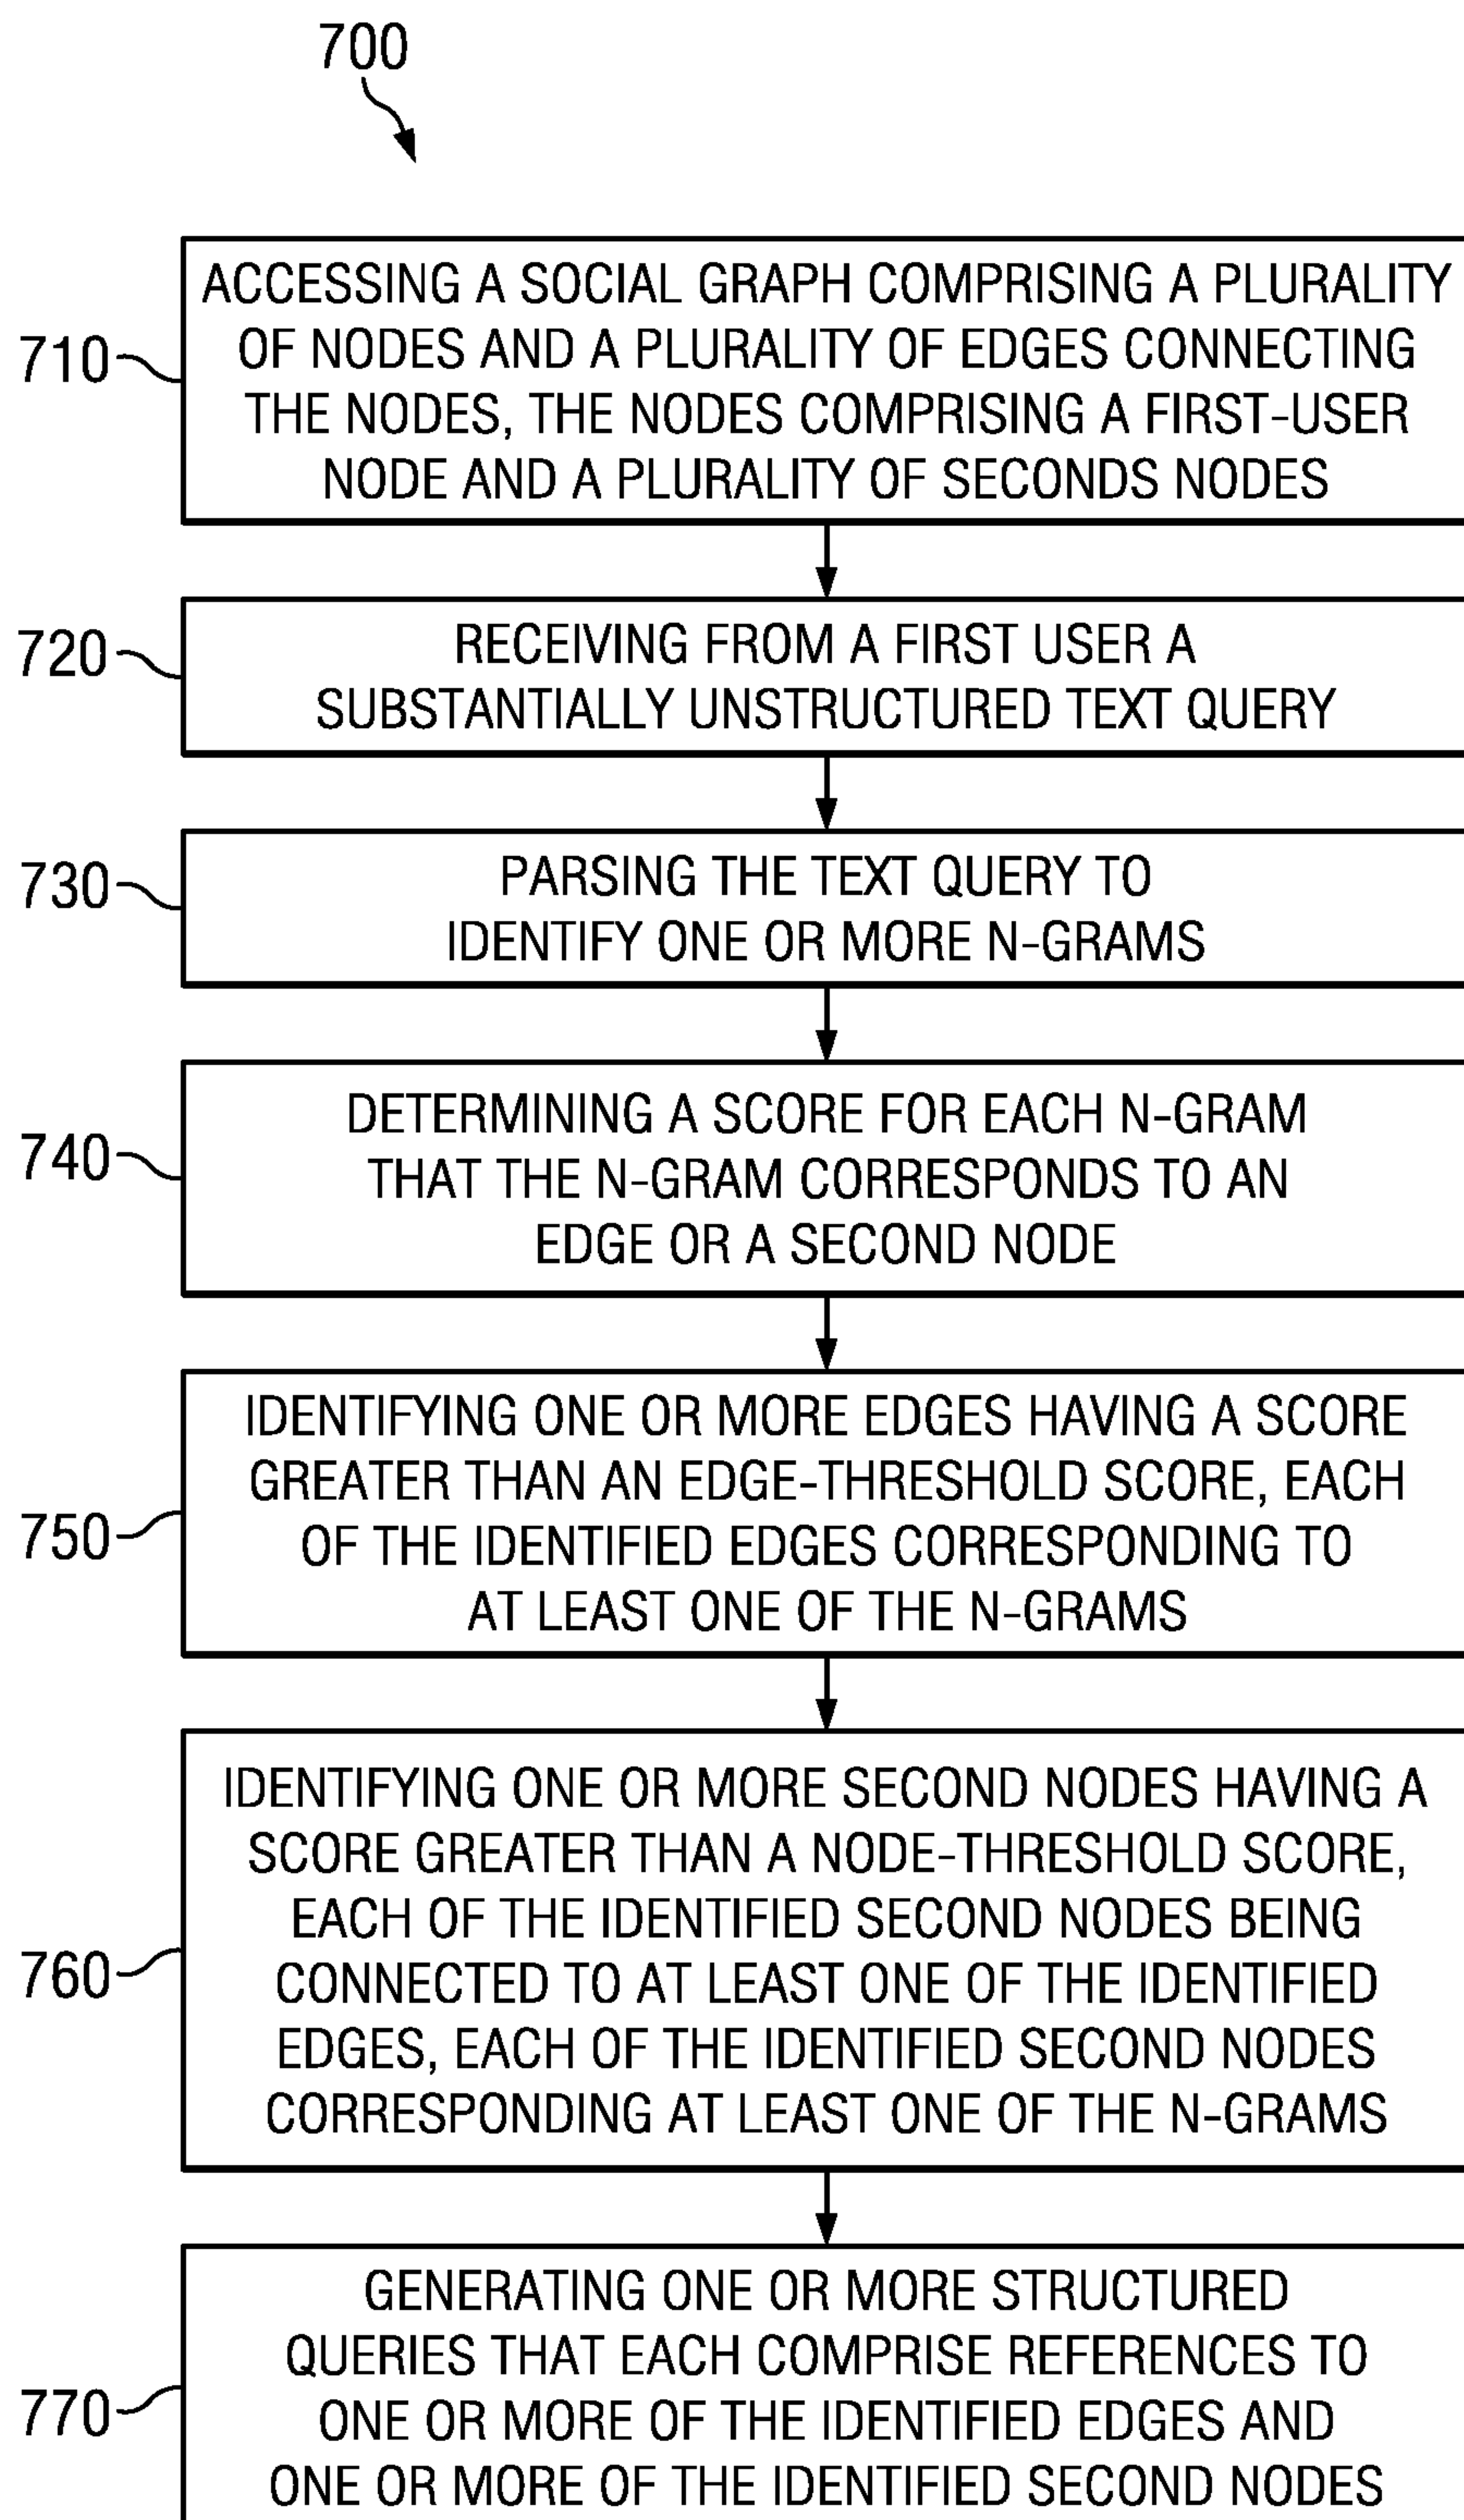 700
710
ACCESSING A SOCIAL GRAPH COMPRISING A PLURALITY
OF NODES AND A PLURALITY OF EDGES CONNECTING
THE NODES, THE NODES COMPRISING A FIRST-USER
NODE AND A PLURALITY OF SECONDS NODES
720
RECEIVING FROM A FIRST USER A
SUBSTANTIALLY UNSTRUCTURED TEXT QUERY
730
PARSING THE TEXT QUERY TO
IDENTIFY ONE OR MORE N-GRAMS
740
DETERMINING A SCORE FOR EACH N-GRAM
THAT THE N-GRAM CORRESPONDS TO AN
EDGE OR A SECOND NODE
750
IDENTIFYING ONE OR MORE EDGES HAVING A SCORE
GREATER THAN AN EDGE-THRESHOLD SCORE, EACH
OF THE IDENTIFIED EDGES CORRESPONDING TO
AT LEAST ONE OF THE N-GRAMS
760
IDENTIFYING ONE OR MORE SECOND NODES HAVING A
SCORE GREATER THAN A NODE-THRESHOLD SCORE,
EACH OF THE IDENTIFIED SECOND NODES BEING
CONNECTED TO AT LEAST ONE OF THE IDENTIFIED
EDGES, EACH OF THE IDENTIFIED SECOND NODES
CORRESPONDING AT LEAST ONE OF THE N-GRAMS
770
GENERATING ONE OR MORE STRUCTURED
QUERIES THAT EACH COMPRISE REFERENCES TO
ONE OR MORE OF THE IDENTIFIED EDGES AND
ONE OR MORE OF THE IDENTIFIED SECOND NODES